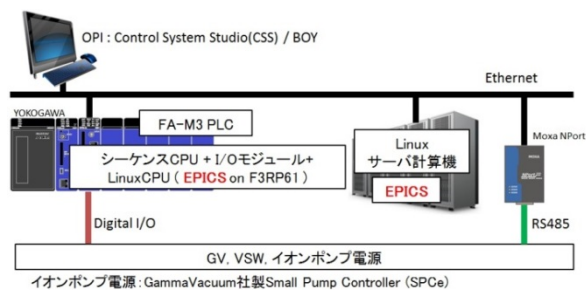 OPI : Control System Studio(CSS) / BOY
Ethernet
YOKOGAWA
FA-M3 PLC
Moxa NPort
シーケンスCPU + I/Oモジュール+
LinuxCPU ( EPICS on F3RP61 )
Linux
サーバ計算機
EPICS
MOXA
Digital I/O
RS485
GV, VSW, イオンポンプ電源
イオンポンプ電源 : GammaVacuum社製Small Pump Controller (SPCe)